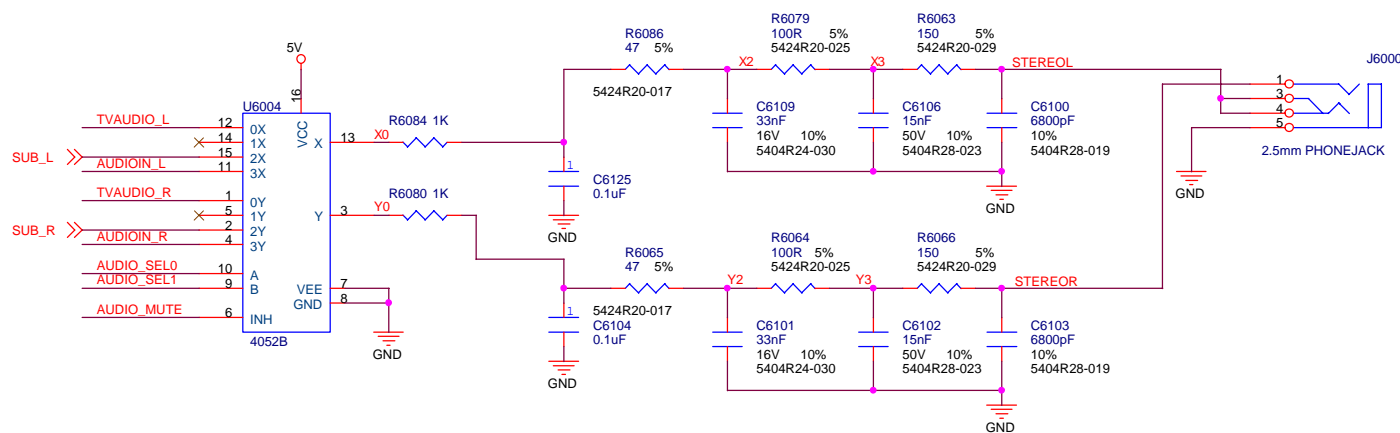 5V
16
U6004
VCC
TVAUDIO_L
12
0X
14
1X
SUB_L
15
2X
AUDIOIN_L
11
3X
TVAUDIO_R
1
0Y
5
1Y
SUB_R
2
2Y
AUDIOIN_R
4
3Y
AUDIO_SEL0
10
A
AUDIO_SEL1
9
B
AUDIO_MUTE
6
INH
4052B
X
13
X0
Y
3
Y0
VEE
7
GND
8
GND
R6084 1K
R6080 1K
1
C6125
0.1uF
GND
1
C6104
0.1uF
GND
R6086
47 5%
5424R20-017
X2
R6079
100R 5%
5424R20-025
X3
R6063
150 5%
5424R20-029
STEREOL
C6109
33nF
16V 10%
5404R24-030
C6106
15nF
50V 10%
5404R28-023
C6100
6800pF
10%
5404R28-019
GND
R6065
47 5%
5424R20-017
Y2
R6064
100R 5%
5424R20-025
Y3
R6066
150 5%
5424R20-029
STEREOR
C6101
33nF
16V 10%
5404R24-030
C6102
15nF
50V 10%
5404R28-023
C6103
6800pF
10%
5404R28-019
GND
J6000
1
3
4
5
2.5mm PHONEJACK
GND